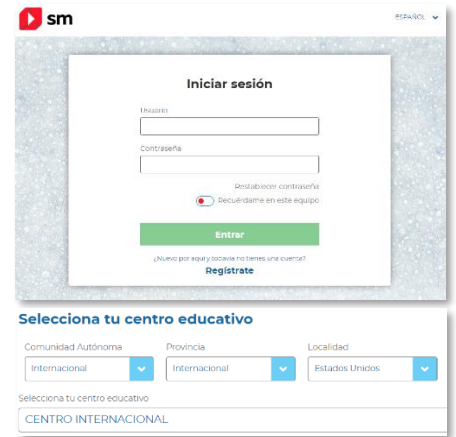 sm
ESPAÑOL
Iniciar sesión
Usuario
Contraseña
Restablecer contraseña
Recuérdame en este equipo
Entrar
¿Nuevo por aquí y todavía no tienes una cuenta?
Regístrate
Selecciona tu centro educativo
Comunidad Autónoma Provincia Localidad
Internacional Internacional Estados Unidos
Selecciona tu centro educativo
CENTRO INTERNACIONAL